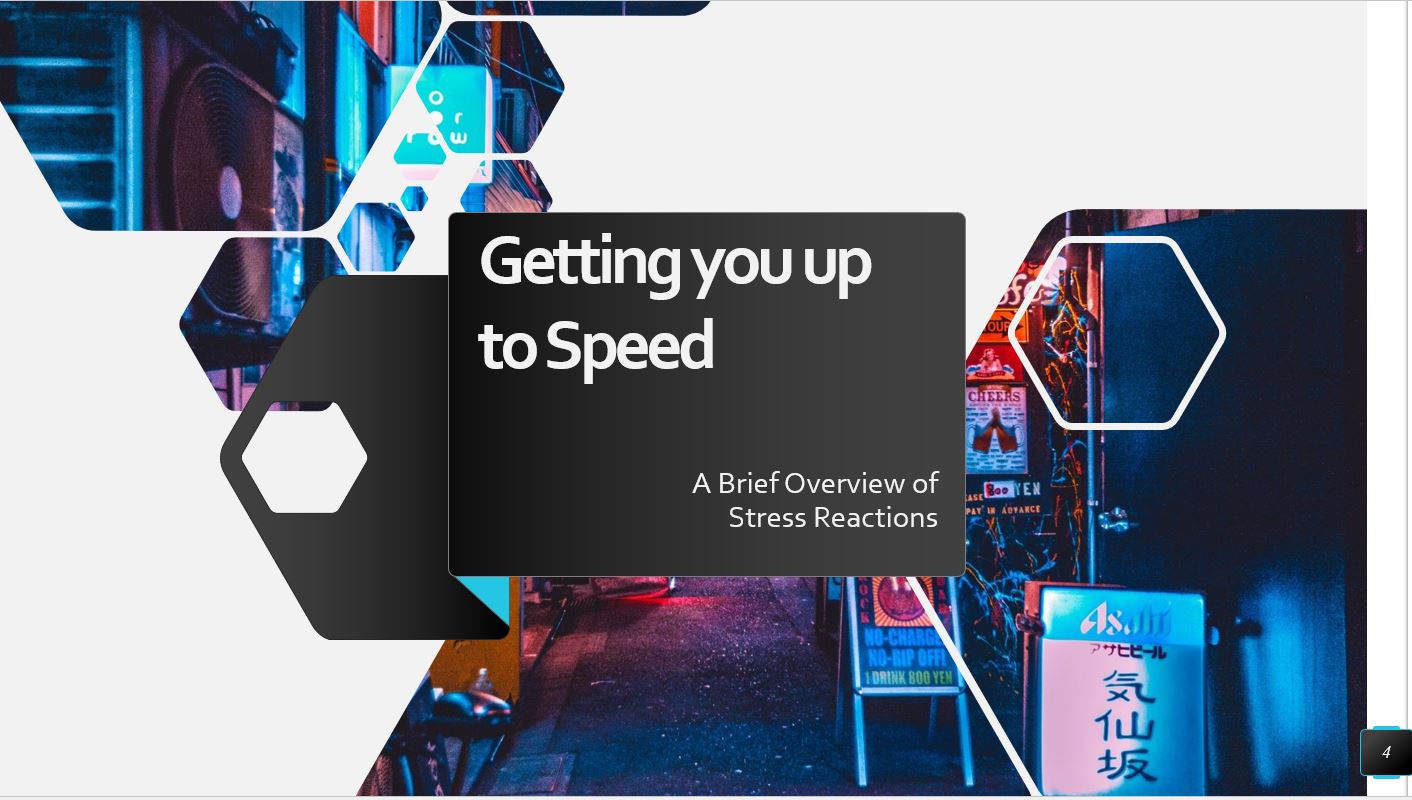 Getting you up
to Speed
A Brief Overview of
Stress Reactions
CHEERS
800 YEN
PAY IN ADVANCE
NO-CHARGE
NO-RIP OFF!
1 DRINK 800 YEN
Asahi
アサヒビール
気
仙
坂
4